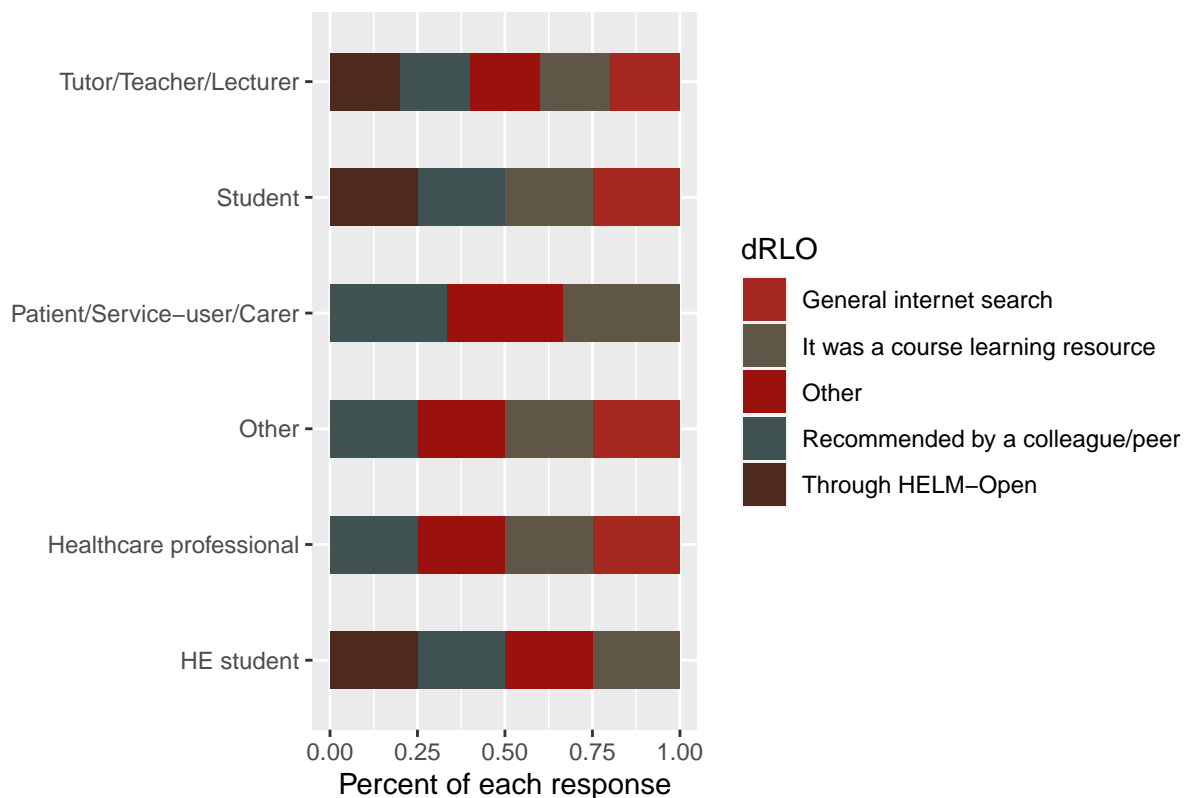 Tutor/Teacher/Lecturer
Student
Patient/Service−user/Carer
Other
Healthcare professional
HE student
0.00 0.25 0.50 0.75 1.00
Percent of each response
dRLO
General internet search
It was a course learning resource
Other
Recommended by a colleague/peer
Through HELM−Open